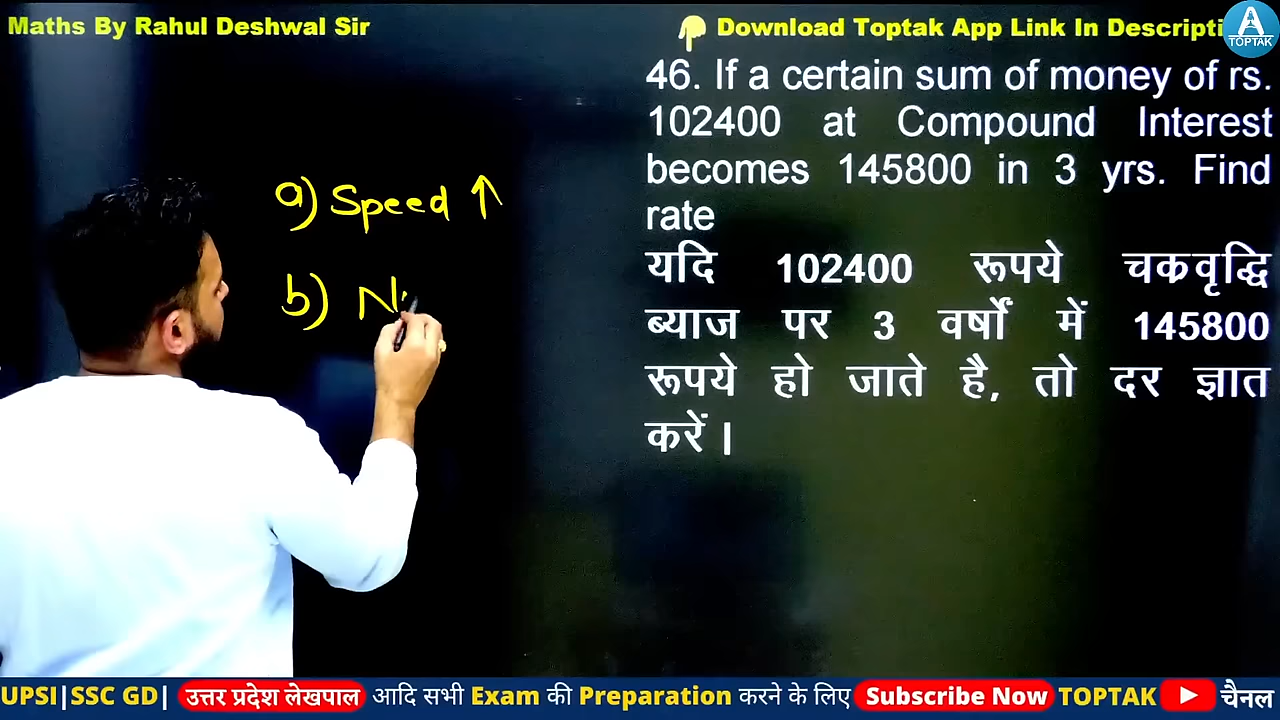 Maths By Rahul Deshwal Sir
Download Toptak App Link In Descripti
A
TOPTAK
46. If a certain sum of money of rs.
102400 at Compound Interest
becomes 145800 in 3 yrs. Find
rate
यदि 102400 रूपये चक्रवृद्धि
ब्याज पर 3 वर्षों में 145800
रूपये हो जाते है, तो दर ज्ञात
करें ।
a) Speed ↑
b) N
UPSI|SSC GD| उत्तर प्रदेश लेखपाल आदि सभी Exam की Preparation करने के लिए Subscribe Now TOPTAK चैनल